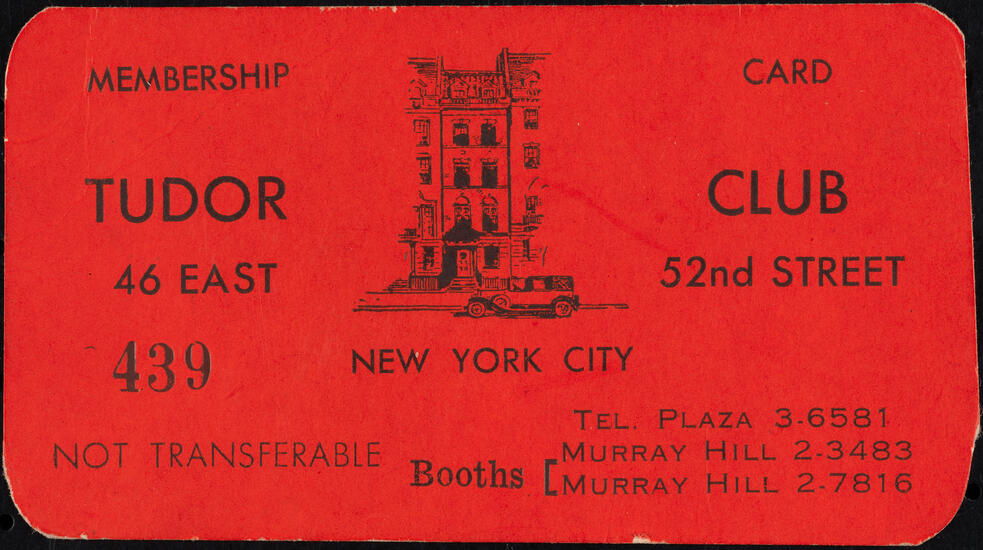 MEMBERSHIP CARD
TUDOR CLUB
46 EAST 52nd STREET
439
NEW YORK CITY
NOT TRANSFERABLE
TEL. PLAZA 3-6581
Booths [MURRAY HILL 2-3483
MURRAY HILL 2-7816